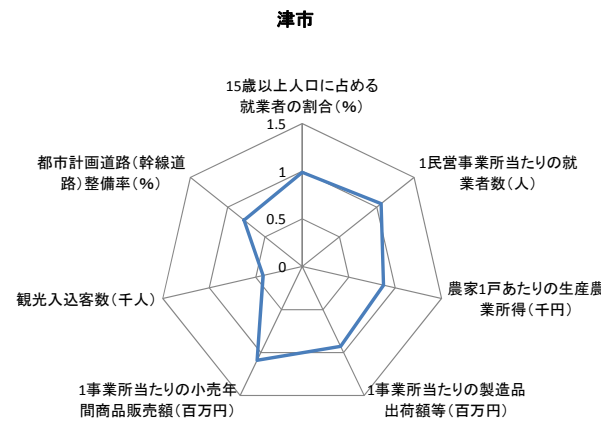 津市
15歳以上人口に占める
就業者の割合（％）
1.5
1
0.5
0
1民営事業所当たりの就
業者数（人）
農家1戸あたりの生産農
業所得（千円）
1事業所当たりの製造品
出荷額等（百万円）
1事業所当たりの小売年
間商品販売額（百万円）
観光入込客数（千人）
都市計画道路（幹線道
路）整備率（％）